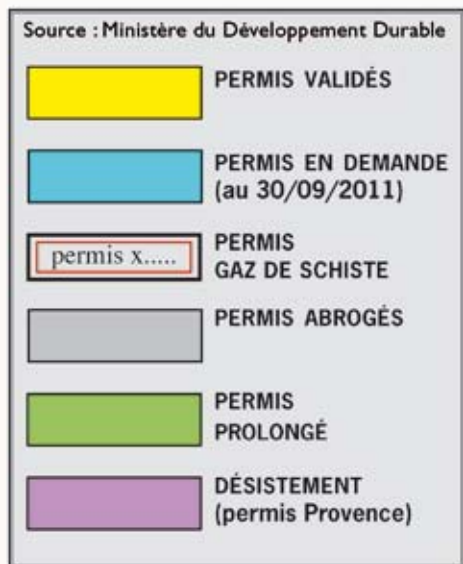 Source : Ministère du Développement Durable
PERMIS VALIDÉS
PERMIS EN DEMANDE
(au 30/09/2011)
permis x.....
PERMIS
GAZ DE SCHISTE
PERMIS ABROGÉS
PERMIS
PROLONGÉ
DÉSISTEMENT
(permis Provence)